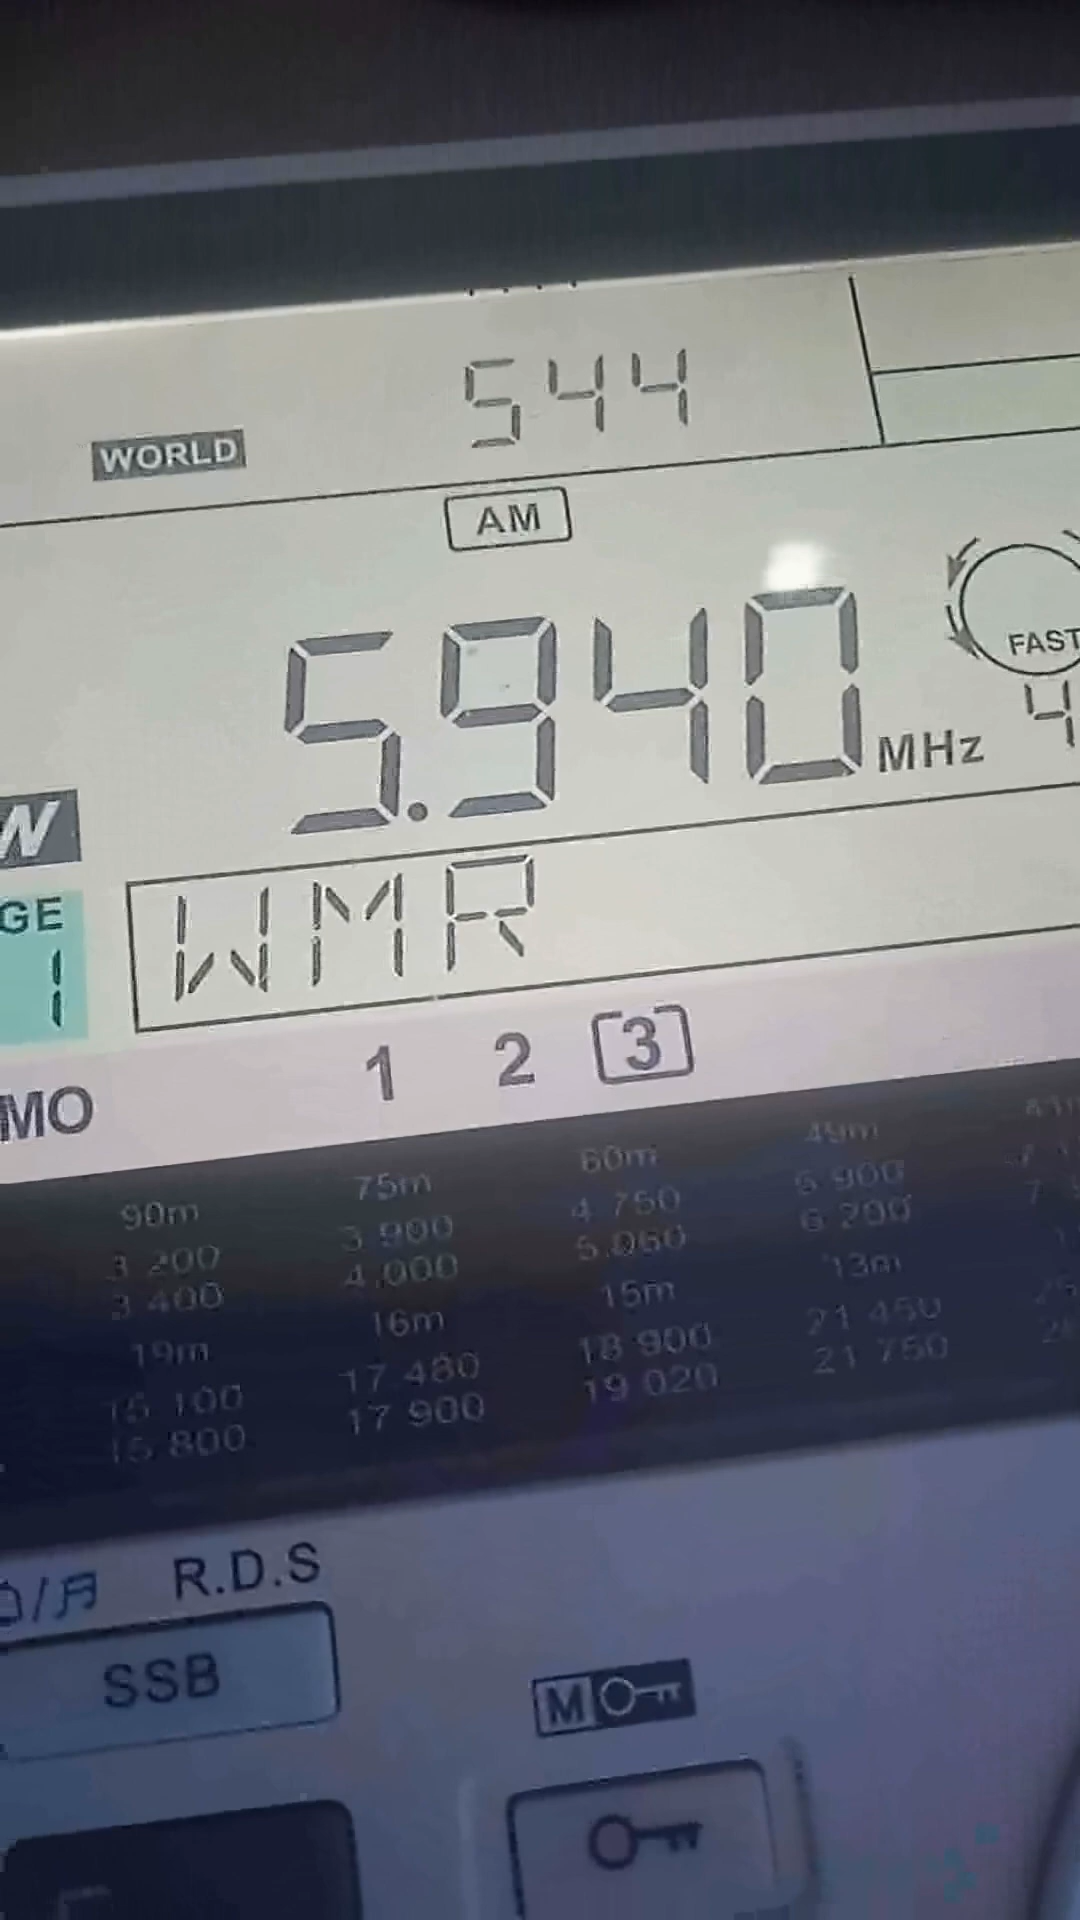 544
WORLD
AM
5.940 MHz
FAST
4
W
GE
1
WMR
MO 1 2 [3]
90m 75m 60m 49m
3.200 3.900 4.750 5.900
3.400 4.000 5.060 6.200
19m 16m 15m 13m
15.100 17.480 18.900 21.450
15.800 17.900 19.020 21.750
R.D.S
SSB
M